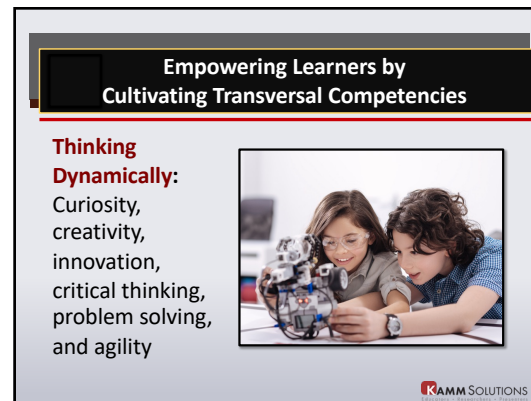 Empowering Learners by
Cultivating Transversal Competencies
Thinking
Dynamically:
Curiosity,
creativity,
innovation,
critical thinking,
problem solving,
and agility
KAMM SOLUTIONS